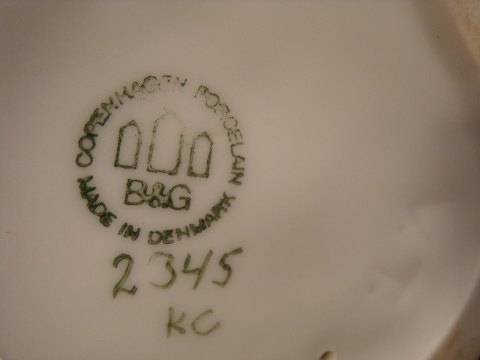 COPENHAGEN PORCELAIN
B&G
MADE IN DENMARK
2345
KC